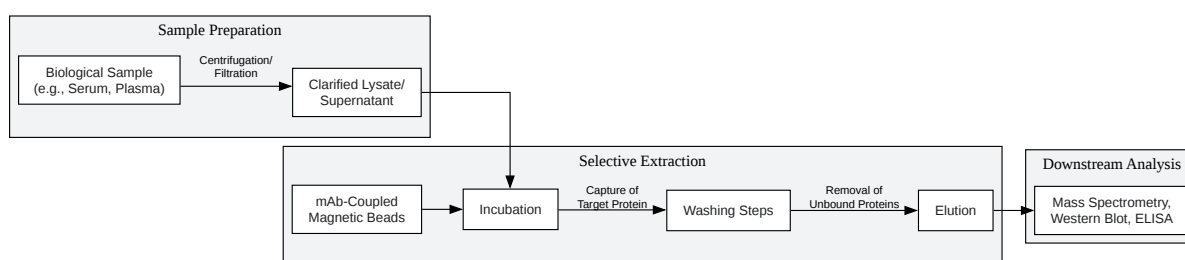 Sample Preparation
Biological Sample
(e.g., Serum, Plasma)
Centrifugation/
Filtration
Clarified Lysate/
Supernatant
Selective Extraction
mAb-Coupled
Magnetic Beads
Incubation
Capture of
Target Protein
Washing Steps
Removal of
Unbound Proteins
Elution
Downstream Analysis
Mass Spectrometry,
Western Blot, ELISA